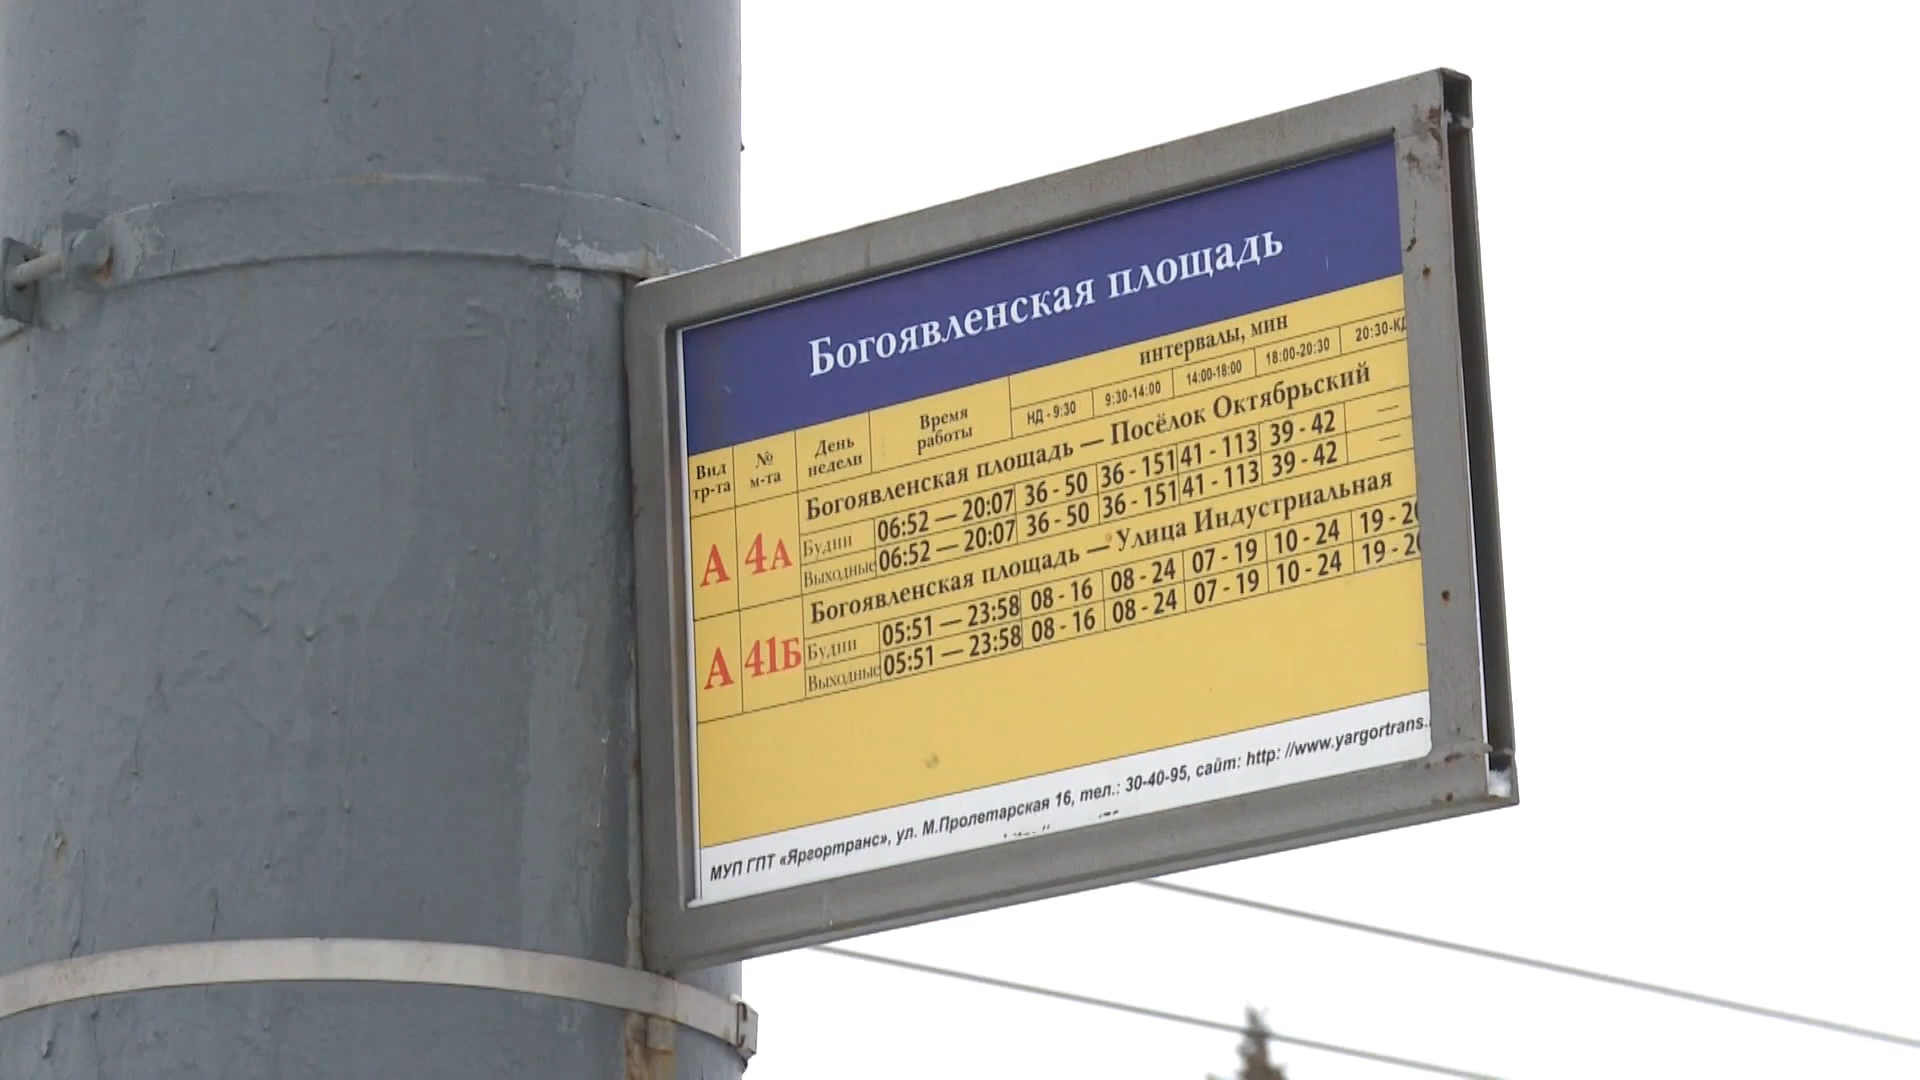 Богоявленская площадь
Вид тр-та № м-та День недели Время работы интервалы, мин
НД - 9:30 9:30-14:00 14:00-18:00 18:00-20:30 20:30-КД
Богоявленская площадь — Посёлок Октябрьский
А 4А Будни 06:52 — 20:07 36 - 50 36 - 151 41 - 113 39 - 42 —
Выходные 06:52 — 20:07 36 - 50 36 - 151 41 - 113 39 - 42 —
Богоявленская площадь — Улица Индустриальная
А 41Б Будни 05:51 — 23:58 08 - 16 08 - 24 07 - 19 10 - 24 19 - 20
Выходные 05:51 — 23:58 08 - 16 08 - 24 07 - 19 10 - 24 19 - 20
МУП ГПТ «Яргортранс», ул. М.Пролетарская 16, тел.: 30-40-95, сайт: http: //www.yargortrans.